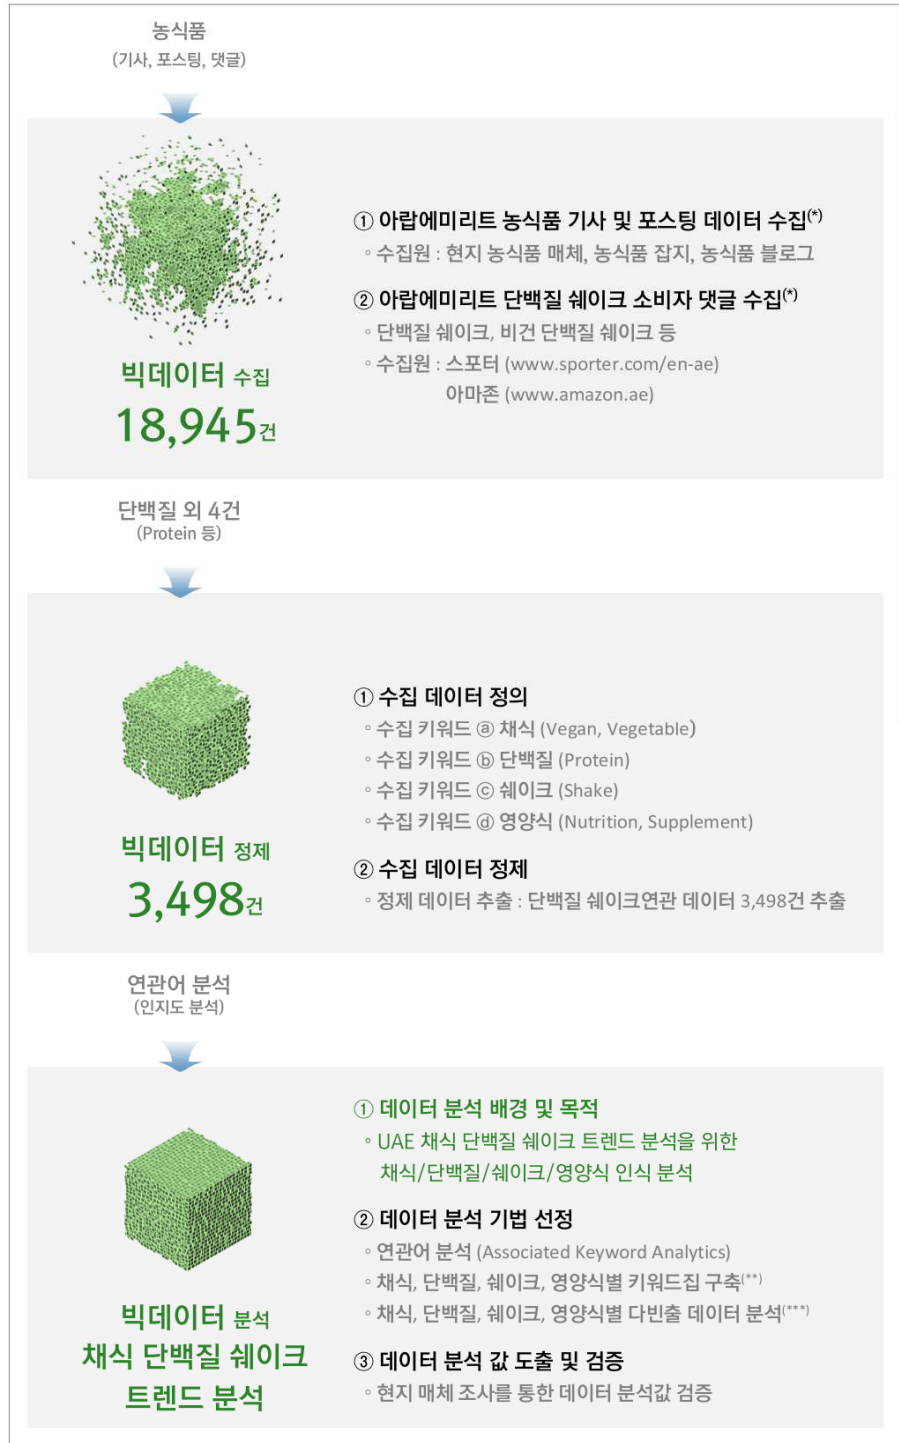 농식품
(기사, 포스팅, 댓글)
빅데이터 수집
18,945건
① 아랍에미리트 농식품 기사 및 포스팅 데이터 수집(*)
◦ 수집원 : 현지 농식품 매체, 농식품 잡지, 농식품 블로그
② 아랍에미리트 단백질 쉐이크 소비자 댓글 수집(*)
◦ 단백질 쉐이크, 비건 단백질 쉐이크 등
◦ 수집원 : 스포터 (www.sporter.com/en-ae)
아마존 (www.amazon.ae)
단백질 외 4건
(Protein 등)
빅데이터 정제
3,498건
① 수집 데이터 정의
◦ 수집 키워드 ⓐ 채식 (Vegan, Vegetable)
◦ 수집 키워드 ⓑ 단백질 (Protein)
◦ 수집 키워드 ⓒ 쉐이크 (Shake)
◦ 수집 키워드 ⓓ 영양식 (Nutrition, Supplement)
② 수집 데이터 정제
◦ 정제 데이터 추출 : 단백질 쉐이크연관 데이터 3,498건 추출
연관어 분석
(인지도 분석)
빅데이터 분석
채식 단백질 쉐이크
트렌드 분석
① 데이터 분석 배경 및 목적
◦ UAE 채식 단백질 쉐이크 트렌드 분석을 위한
채식/단백질/쉐이크/영양식 인식 분석
② 데이터 분석 기법 선정
◦ 연관어 분석 (Associated Keyword Analytics)
◦ 채식, 단백질, 쉐이크, 영양식별 키워드집 구축(**)
◦ 채식, 단백질, 쉐이크, 영양식별 다빈출 데이터 분석(***)
③ 데이터 분석 값 도출 및 검증
◦ 현지 매체 조사를 통한 데이터 분석값 검증